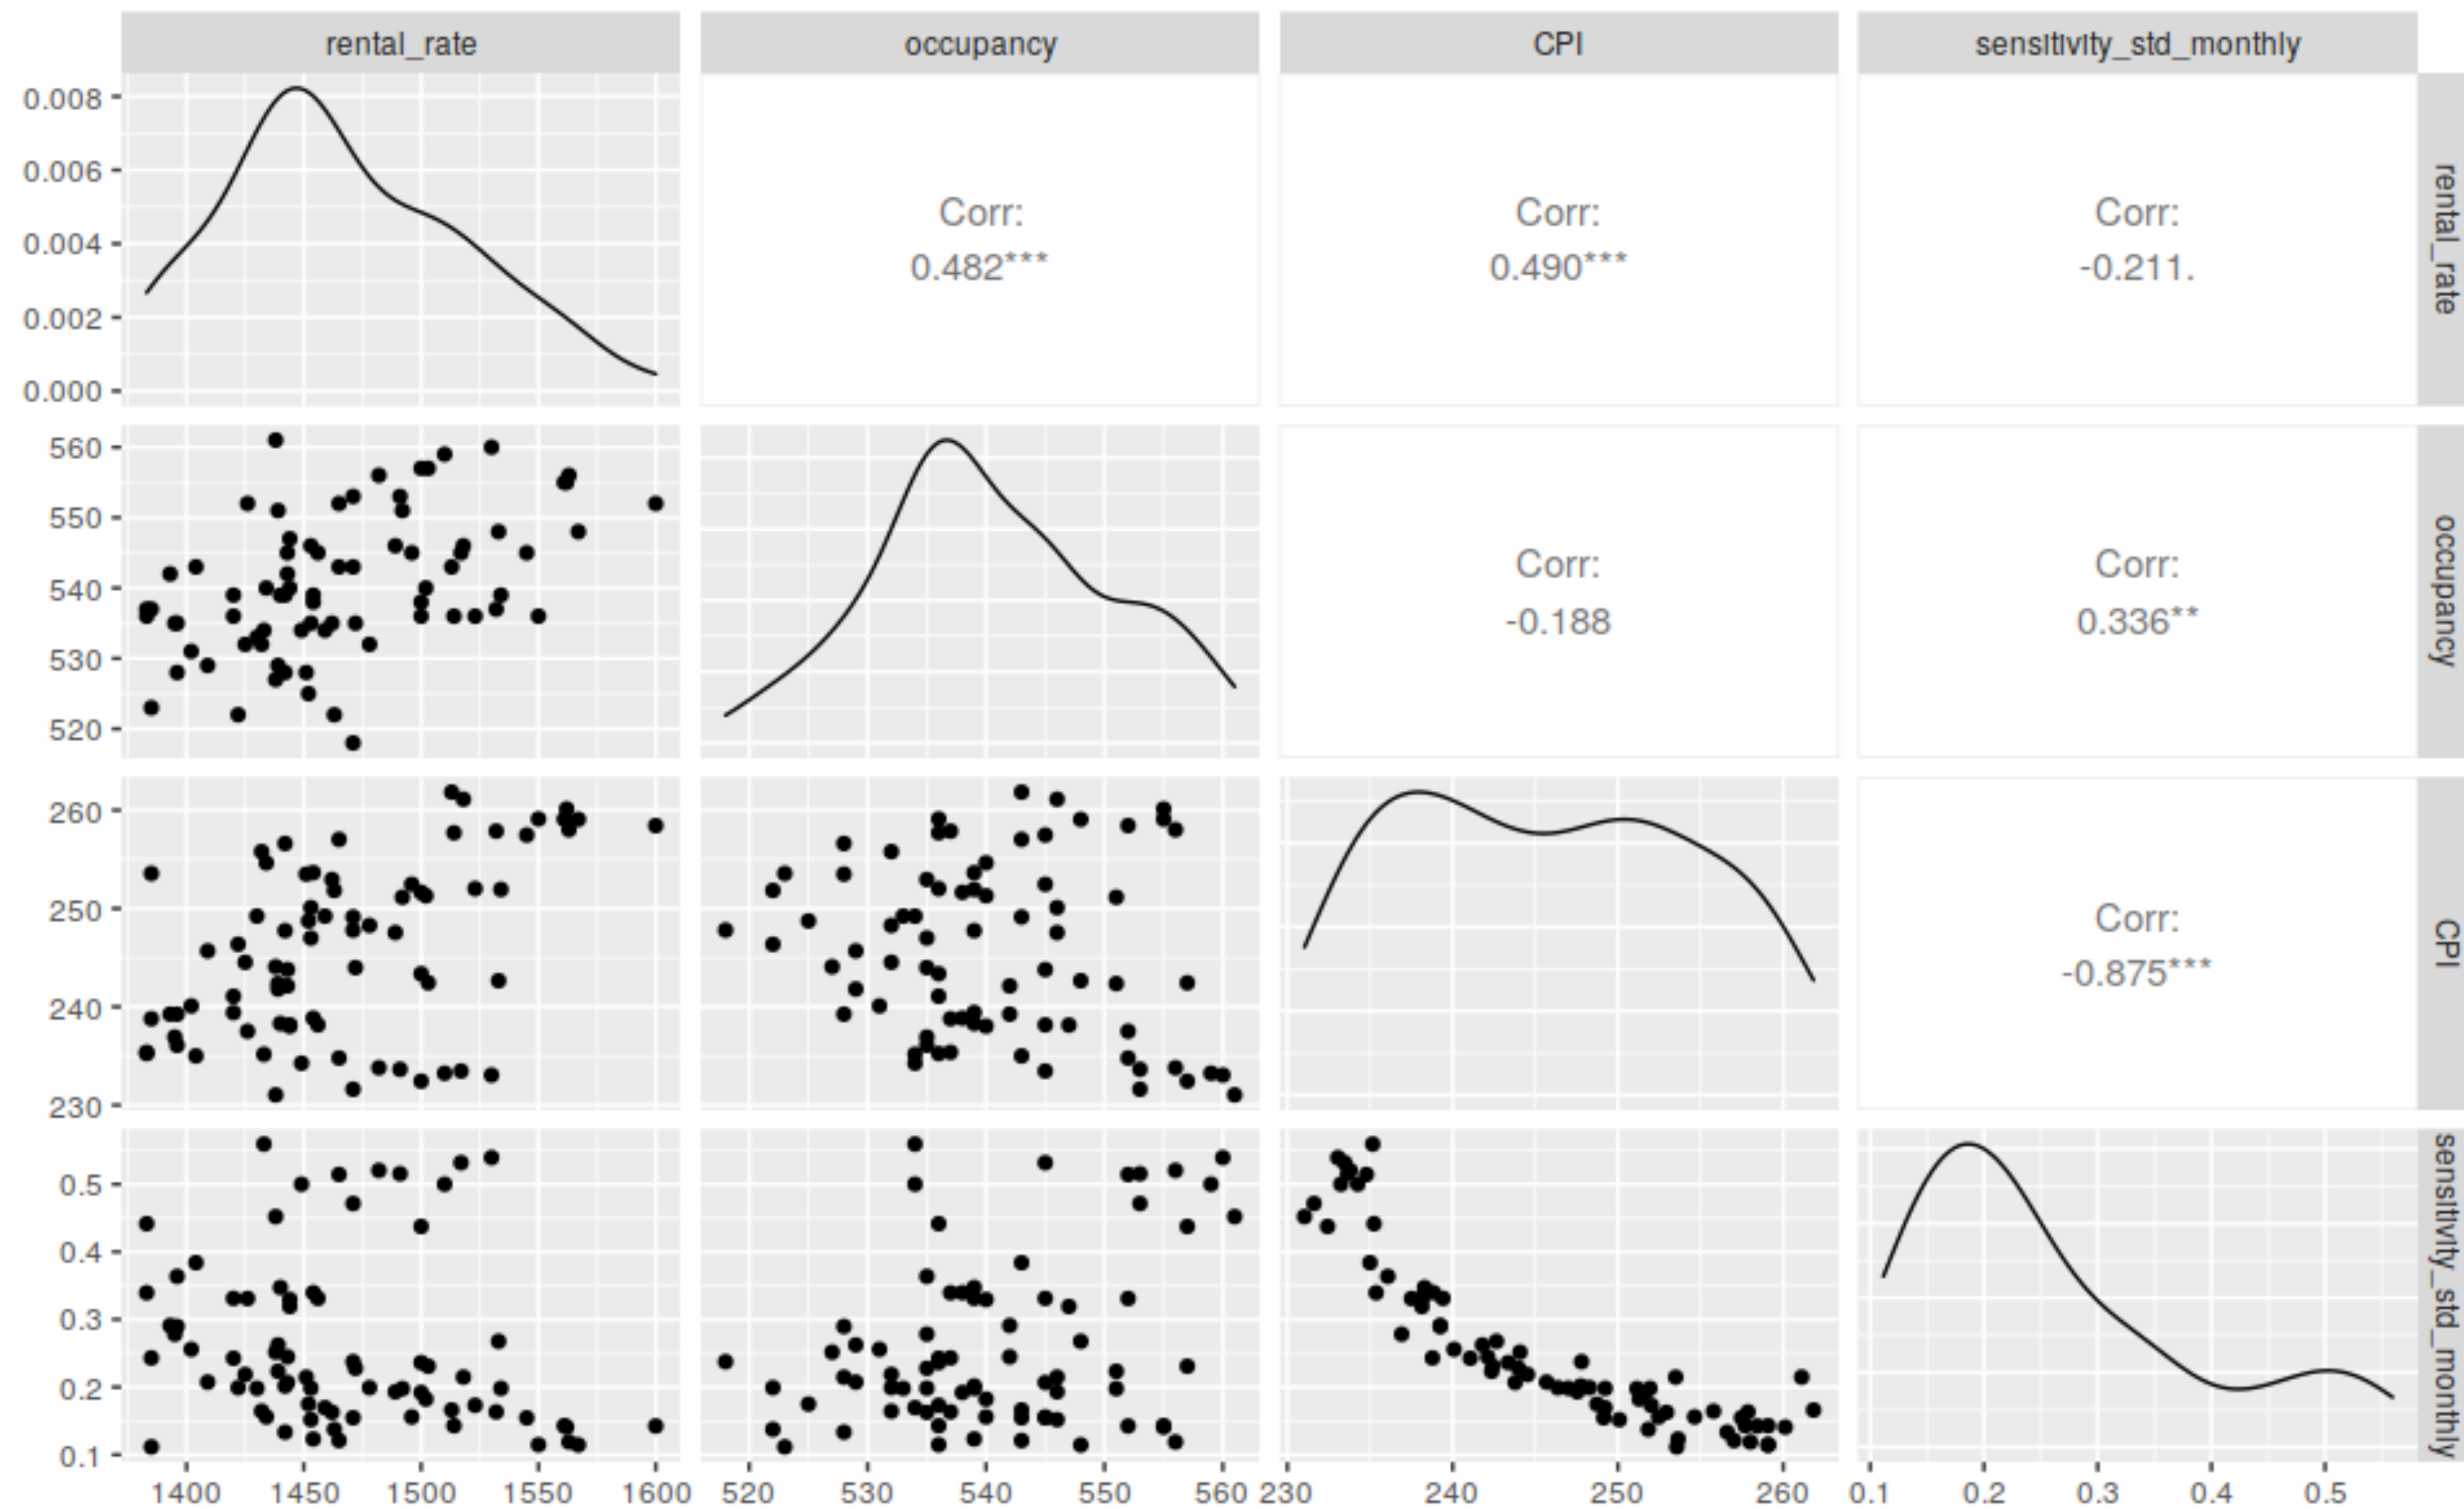 rental_rate occupancy CPI sensitivity_std_monthly
0.008
0.006
0.004
0.002
0.000
Corr:
0.482***
Corr:
0.490***
Corr:
-0.211.
rental_rate
560
550
540
530
520
Corr:
-0.188
Corr:
0.336**
occupancy
260
250
240
230
Corr:
-0.875***
CPI
0.5
0.4
0.3
0.2
0.1
sensitivity_std_monthly
1400 1450 1500 1550 1600
520 530 540 550 560
230 240 250 260
0.1 0.2 0.3 0.4 0.5